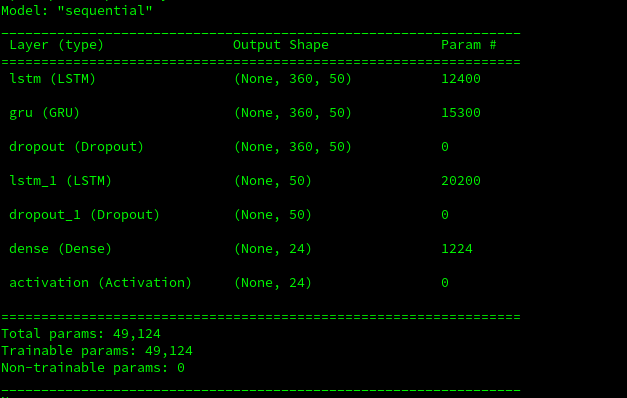 Model: "sequential"
_________________________________________________________________
Layer (type) Output Shape Param #
=================================================================
lstm (LSTM) (None, 360, 50) 12400
gru (GRU) (None, 360, 50) 15300
dropout (Dropout) (None, 360, 50) 0
lstm_1 (LSTM) (None, 50) 20200
dropout_1 (Dropout) (None, 50) 0
dense (Dense) (None, 24) 1224
activation (Activation) (None, 24) 0
=================================================================
Total params: 49,124
Trainable params: 49,124
Non-trainable params: 0
_________________________________________________________________